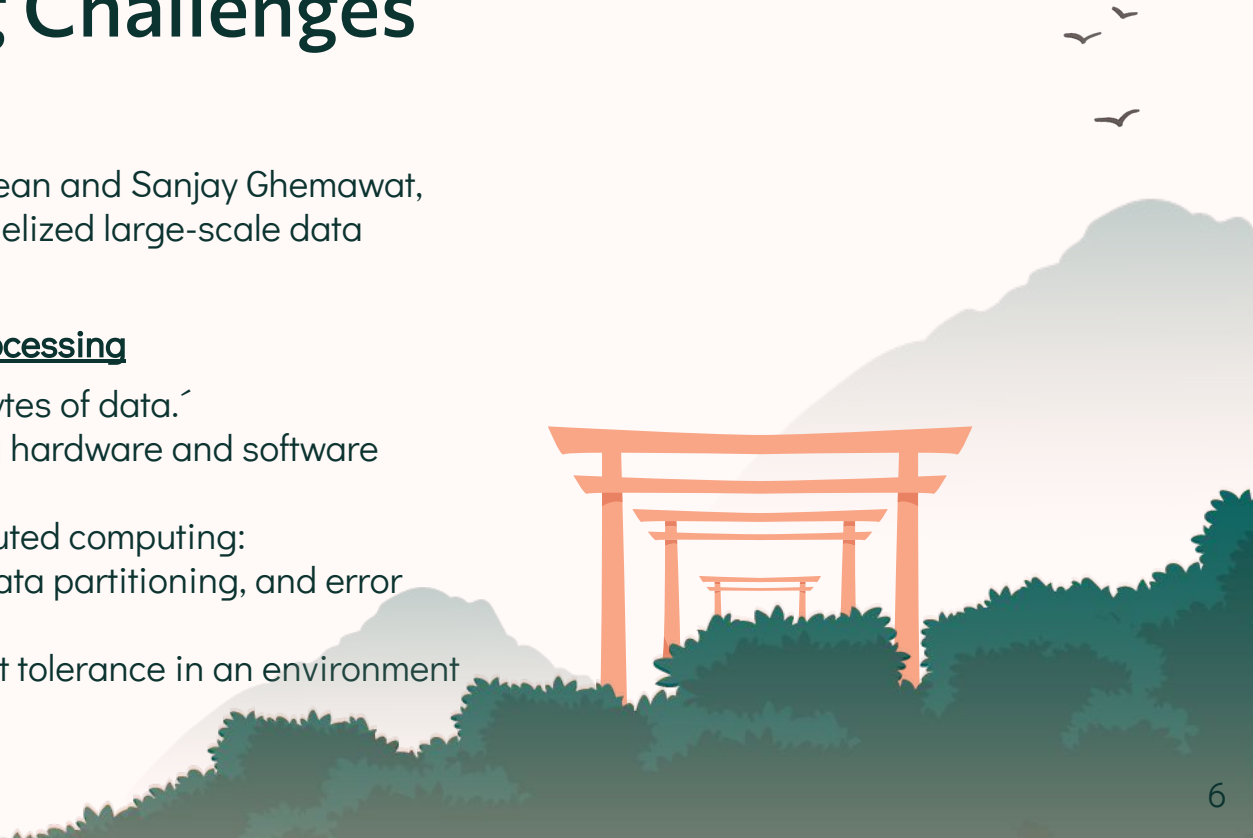 g Challenges
ean and Sanjay Ghemawat,
elized large-scale data
ocessing
ytes of data.´
hardware and software
uted computing:
ata partitioning, and error
t tolerance in an environment
6